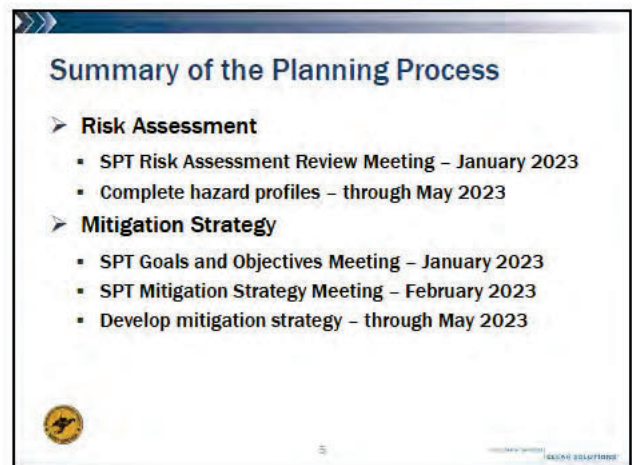 Summary of the Planning Process
➢ Risk Assessment
▪ SPT Risk Assessment Review Meeting – January 2023
▪ Complete hazard profiles – through May 2023
➢ Mitigation Strategy
▪ SPT Goals and Objectives Meeting – January 2023
▪ SPT Mitigation Strategy Meeting – February 2023
▪ Develop mitigation strategy – through May 2023
5
CLEAR SOLUTIONS